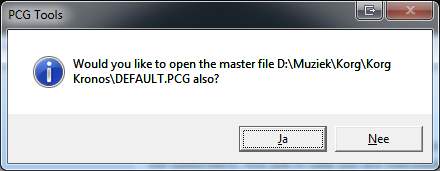 PCG Tools
Would you like to open the master file D:\Muziek\Korg\Korg
Kronos\DEFAULT.PCG also?
Ja
Nee